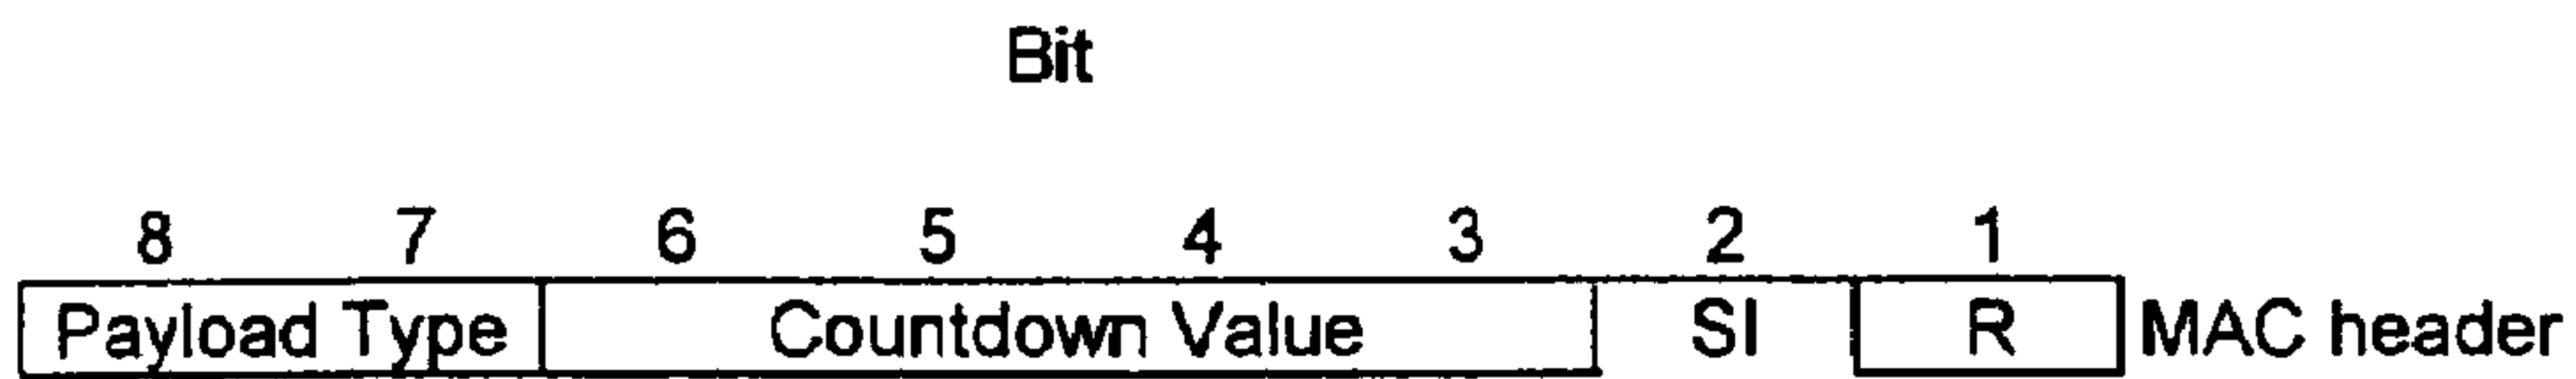 Bit
8 7 6 5 4 3 2 1
Payload Type Countdown Value SI R MAC header